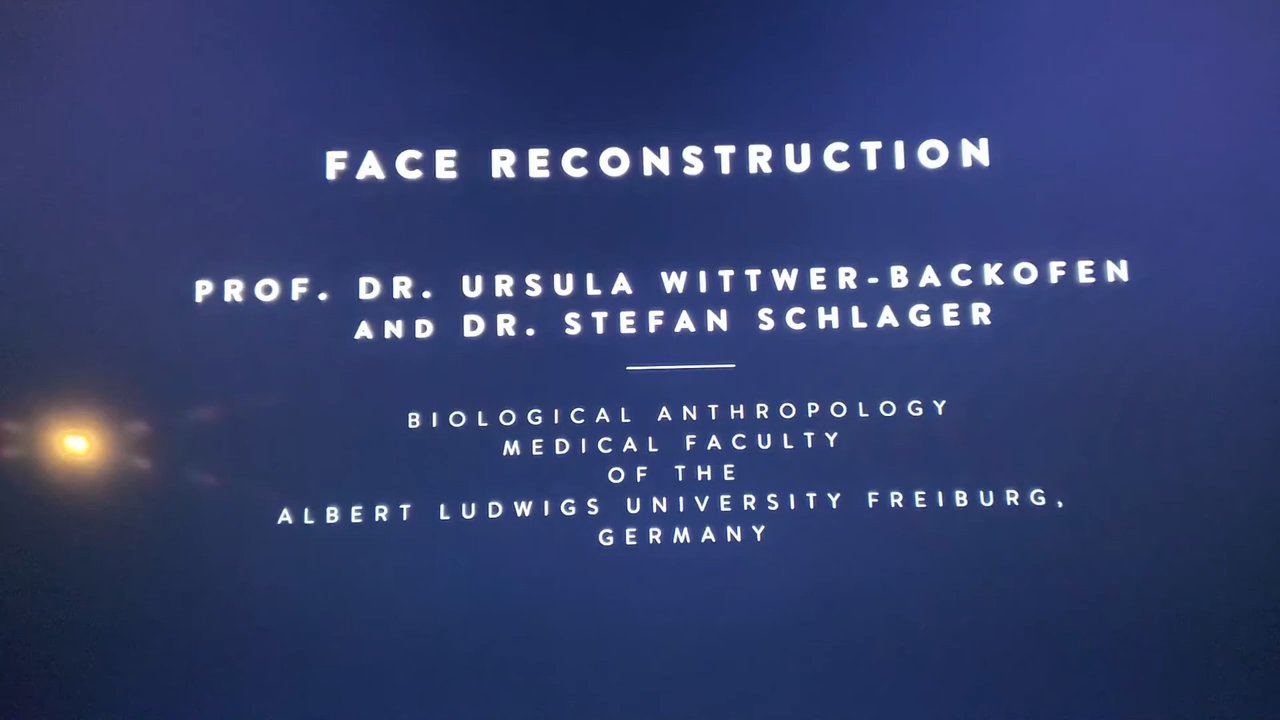 FACE RECONSTRUCTION
PROF. DR. URSULA WITTWER-BACKOFEN
AND DR. STEFAN SCHLAGER
BIOLOGICAL ANTHROPOLOGY
MEDICAL FACULTY
OF THE
ALBERT LUDWIGS UNIVERSITY FREIBURG,
GERMANY